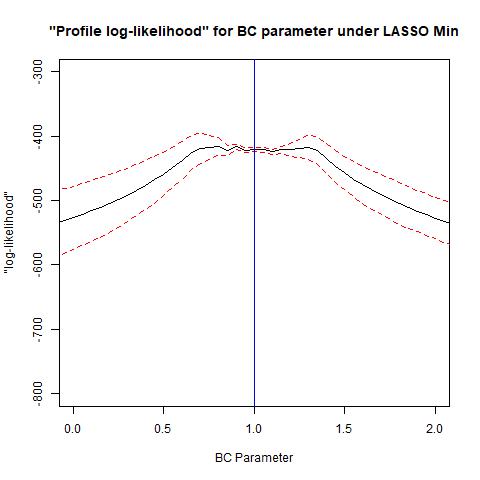 "Profile log-likelihood" for BC parameter under LASSO Min
-300
-400
-500
-600
-700
-800
"log-likelihood"
0.0 0.5 1.0 1.5 2.0
BC Parameter